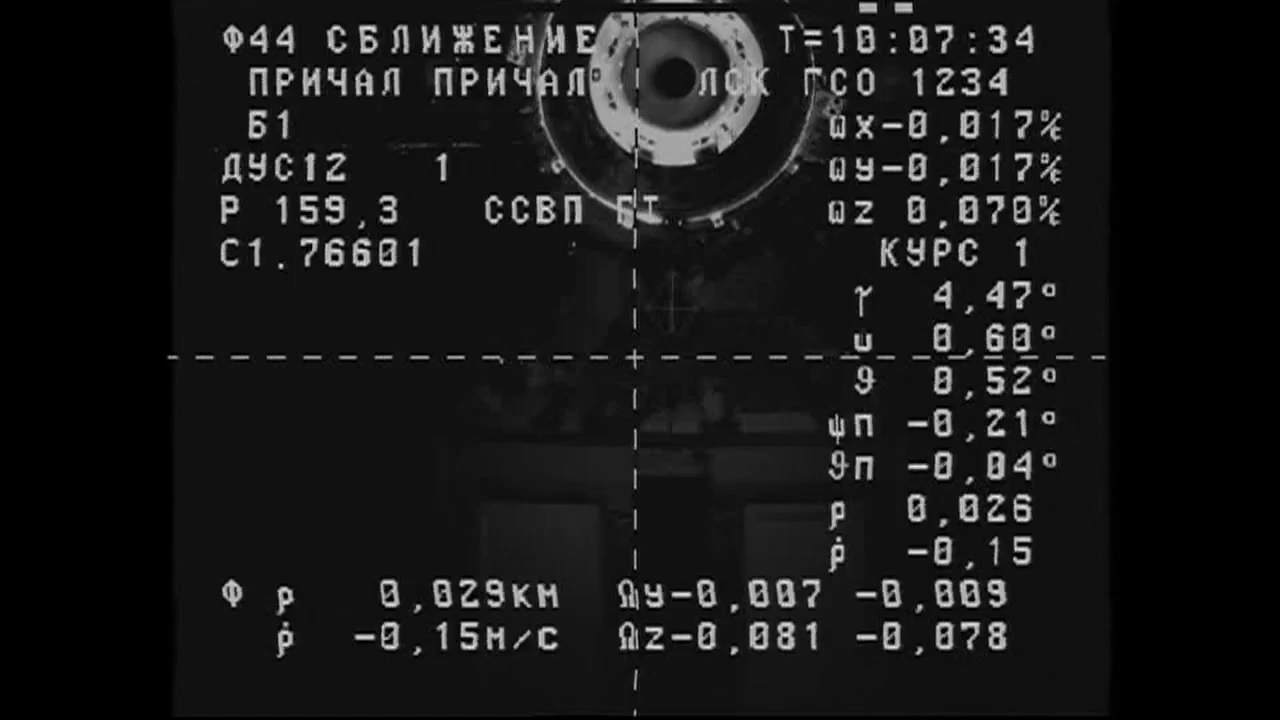 Ф44 СБЛИЖЕНИЕ T=10:07:34
ПРИЧАЛ ПРИЧАЛ ЛСК ГСО 1234
Б1 ωx-0,017%
ДУС12 1 ωy-0,017%
Р 159,3 ССВП БТ ωz 0,070%
С1.76601 КУРС 1
γ 4,47°
ψ 0,60°
ϑ 0,52°
ψП -0,21°
ϑП -0,04°
ρ 0,026
ρ̇ -0,15
Ф ρ 0,029км Ωy-0,007 -0,009
ρ̇ -0,15м/с Ωz-0,081 -0,078